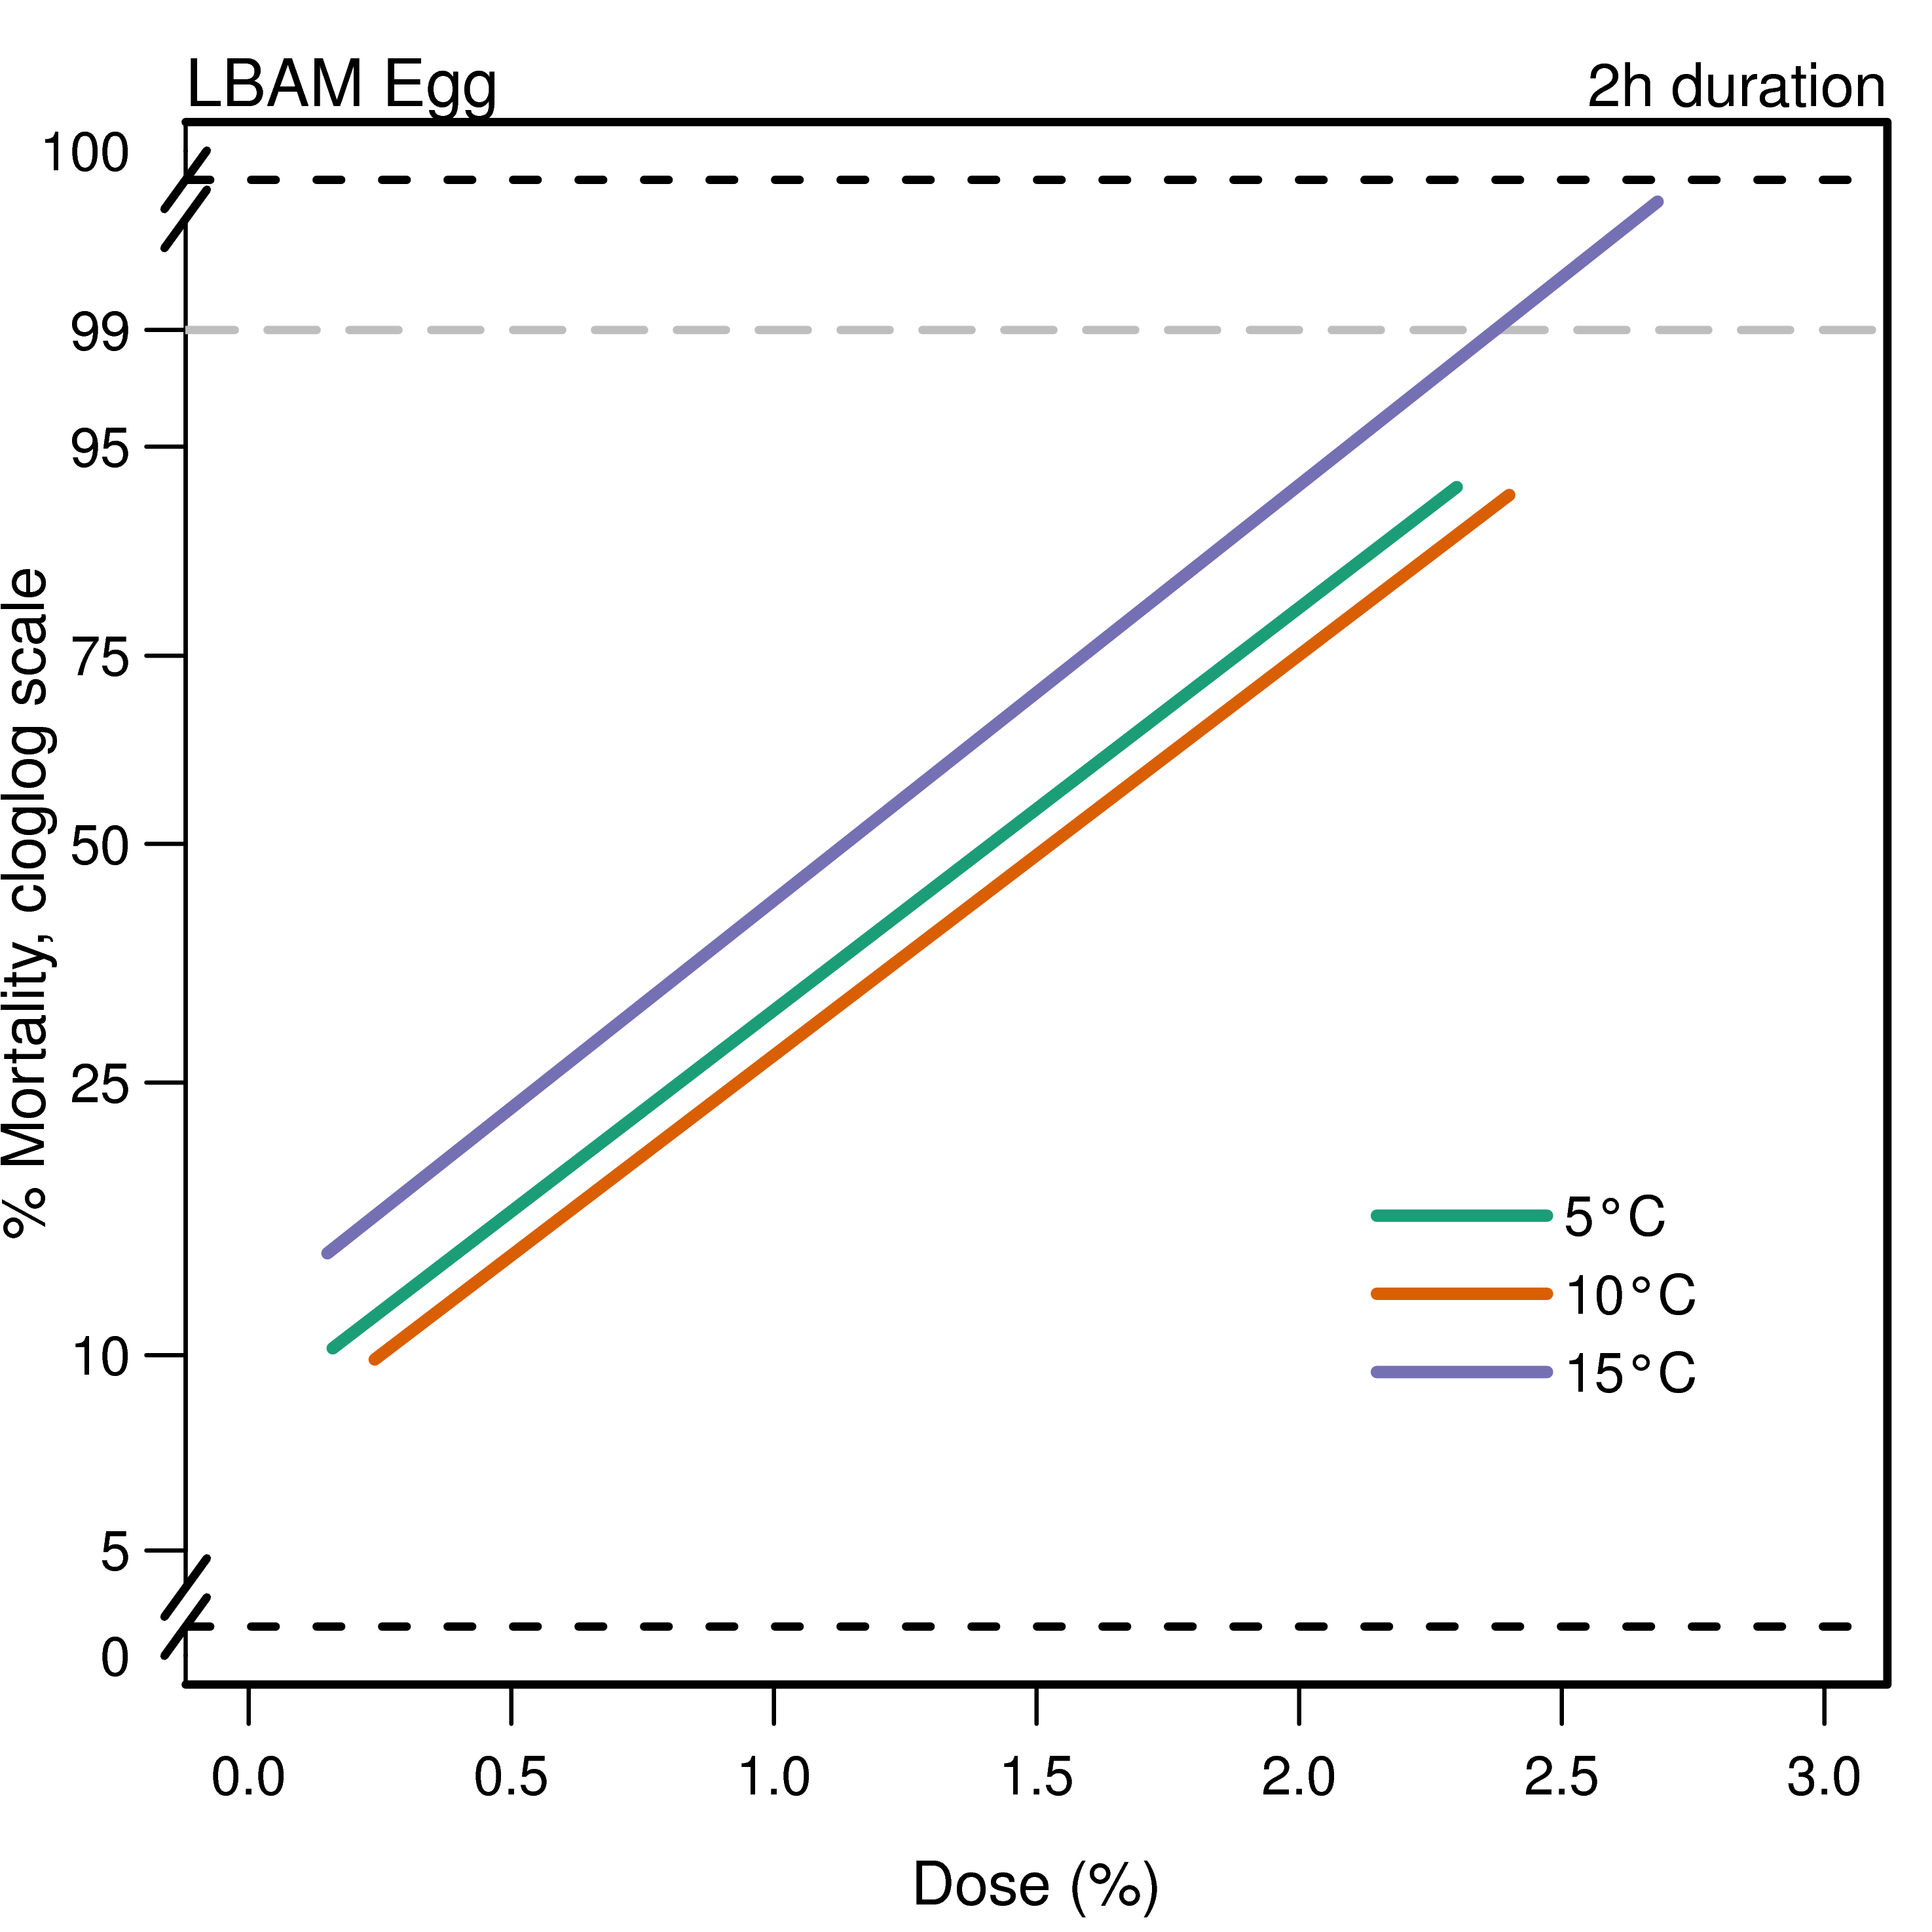 LBAM Egg
2h duration
% Mortality, cloglog scale
100
99
95
75
50
25
10
5
0
5°C
10°C
15°C
0.0 0.5 1.0 1.5 2.0 2.5 3.0
Dose (%)